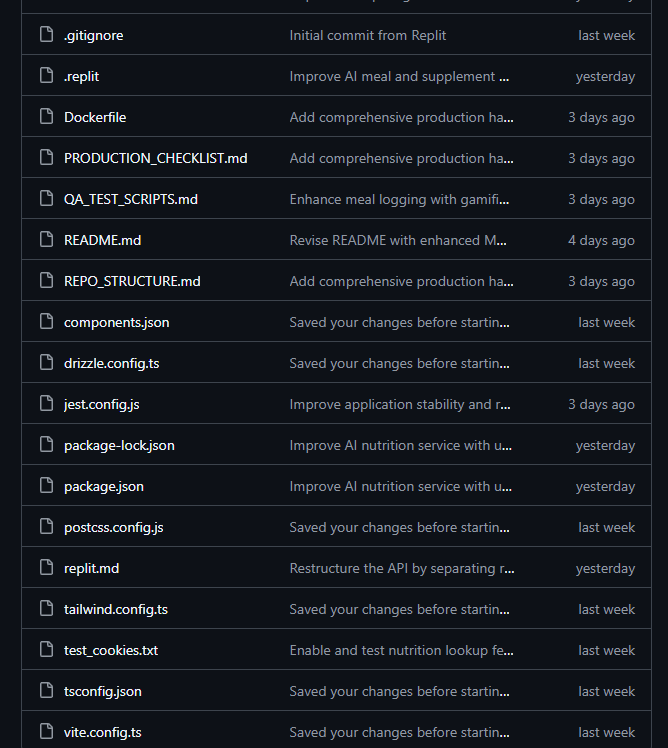 .gitignore Initial commit from Replit last week
.replit Improve AI meal and supplement ... yesterday
Dockerfile Add comprehensive production ha... 3 days ago
PRODUCTION_CHECKLIST.md Add comprehensive production ha... 3 days ago
QA_TEST_SCRIPTS.md Enhance meal logging with gamifi... 3 days ago
README.md Revise README with enhanced M... 4 days ago
REPO_STRUCTURE.md Add comprehensive production ha... 3 days ago
components.json Saved your changes before startin... last week
drizzle.config.ts Saved your changes before startin... last week
jest.config.js Improve application stability and r... 3 days ago
package-lock.json Improve AI nutrition service with u... yesterday
package.json Improve AI nutrition service with u... yesterday
postcss.config.js Saved your changes before startin... last week
replit.md Restructure the API by separating r... yesterday
tailwind.config.ts Saved your changes before startin... last week
test_cookies.txt Enable and test nutrition lookup fe... last week
tsconfig.json Saved your changes before startin... last week
vite.config.ts Saved your changes before startin... last week